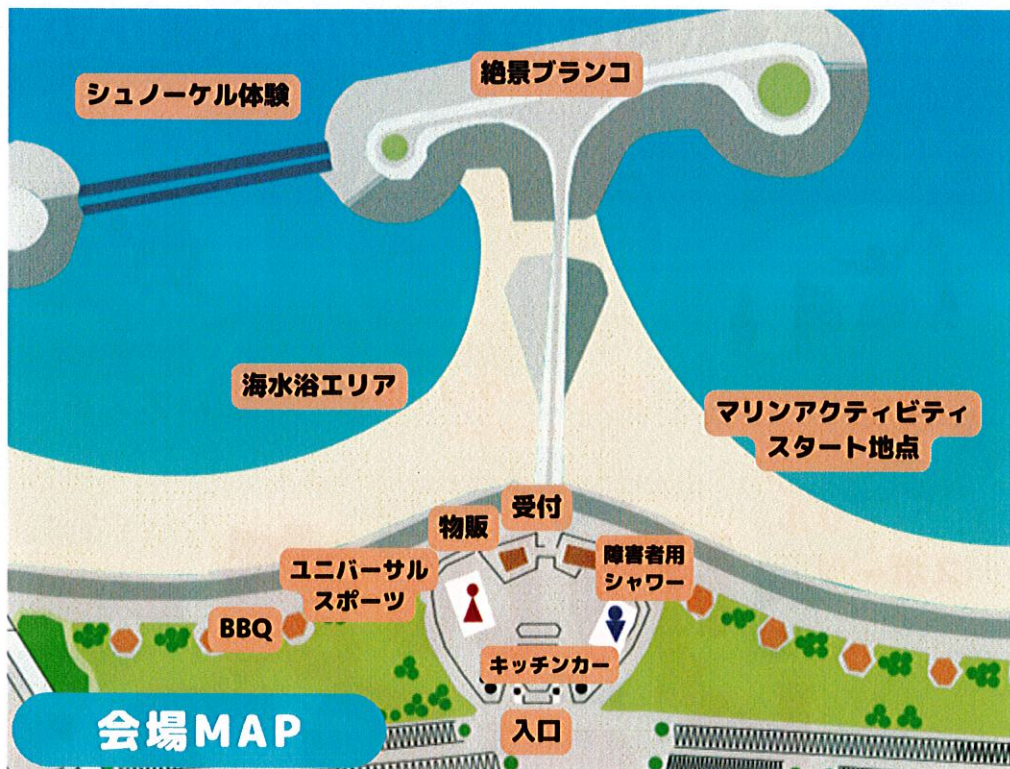 絶景ブランコ
シュノーケル体験
海水浴エリア
マリンアクティビティ
スタート地点
受付
物販
障害者用
シャワー
ユニバーサル
スポーツ
BBQ
キッチンカー
入口
会場MAP